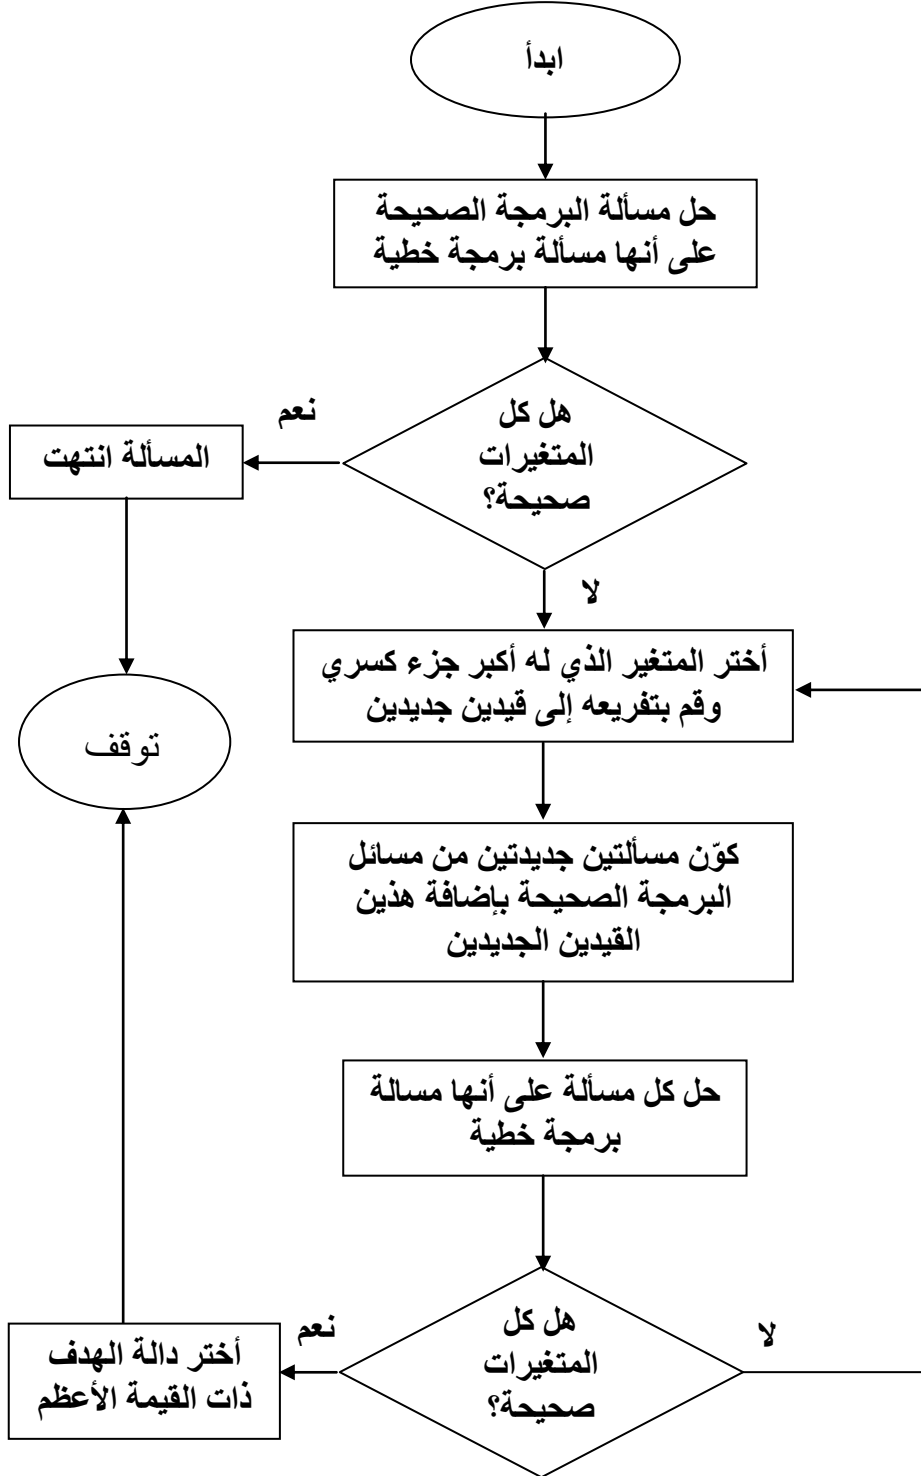 ابدأ
حل مسألة البرمجة الصحيحة
على أنها مسألة برمجة خطية
هل كل
المتغيرات
صحيحة؟
نعم
المسألة انتهت
لا
أختر المتغير الذي له أكبر جزء كسري
وقم بتفريعه إلى قيدين جديدين
توقف
كوّن مسألتين جديدتين من مسائل
البرمجة الصحيحة بإضافة هذين
القيدين الجديدين
حل كل مسألة على أنها مسالة
برمجة خطية
هل كل
المتغيرات
صحيحة؟
لا
نعم
أختر دالة الهدف
ذات القيمة الأعظم